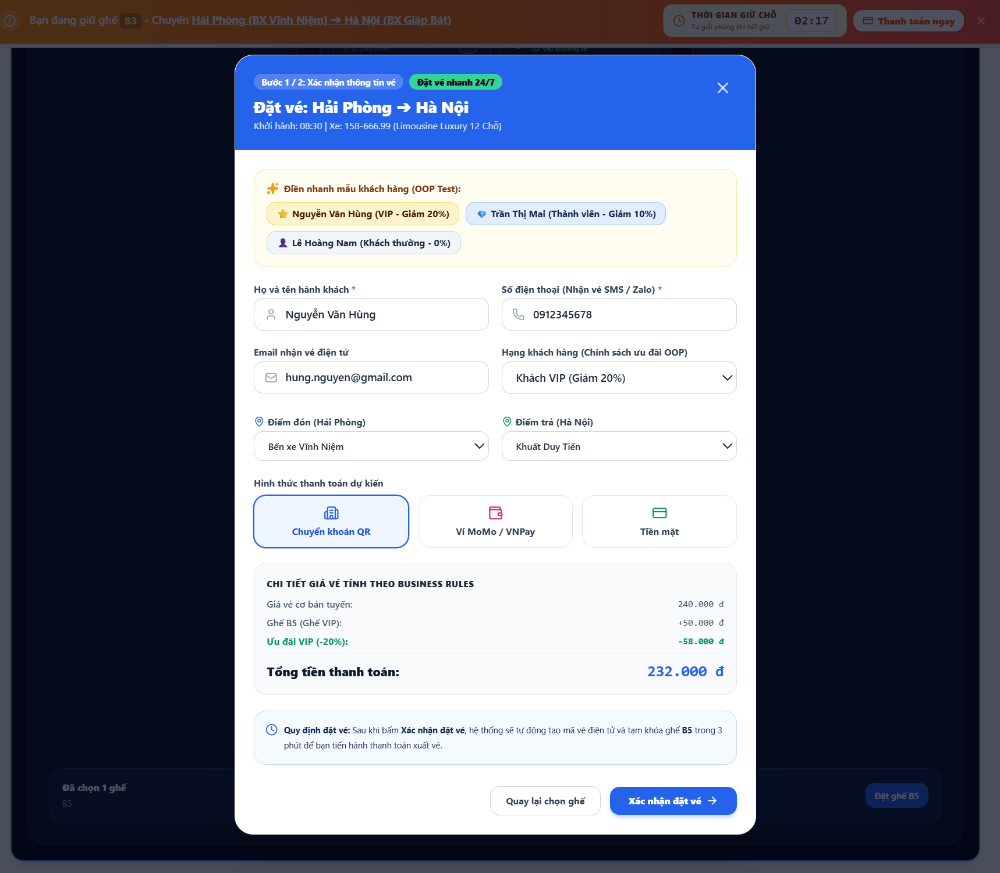 Bạn đang giữ ghế B3 - Chuyến Hải Phòng (BX Vĩnh Niệm) ➔ Hà Nội (BX Giáp Bát)
THỜI GIAN GIỮ CHỖ
Tự giải phóng khi hết giờ
02:17
Thanh toán ngay
Vị trí điều khiển
Lối vào khoang xe
Bước 1 / 2: Xác nhận thông tin vé
Đặt vé nhanh 24/7
Đặt vé: Hải Phòng ➔ Hà Nội
Khởi hành: 08:30 | Xe: 15B-666.99 (Limousine Luxury 12 Chỗ)
Điền nhanh mẫu khách hàng (OOP Test):
⭐ Nguyễn Văn Hùng (VIP - Giảm 20%)
💎 Trần Thị Mai (Thành viên - Giảm 10%)
👤 Lê Hoàng Nam (Khách thường - 0%)
Họ và tên hành khách *
Số điện thoại (Nhận vé SMS / Zalo) *
Nguyễn Văn Hùng
0912345678
Email nhận vé điện tử
Hạng khách hàng (Chính sách ưu đãi OOP)
hung.nguyen@gmail.com
Khách VIP (Giảm 20%)
Điểm đón (Hải Phòng)
Điểm trả (Hà Nội)
Bến xe Vĩnh Niệm
Khuất Duy Tiến
Hình thức thanh toán dự kiến
Chuyển khoản QR
Ví MoMo / VNPay
Tiền mặt
CHI TIẾT GIÁ VÉ TÍNH THEO BUSINESS RULES
Giá vé cơ bản tuyến: 240.000 đ
Ghế B5 (Ghế VIP): +50.000 đ
Ưu đãi VIP (-20%): -58.000 đ
Tổng tiền thanh toán: 232.000 đ
Quy định đặt vé: Sau khi bấm Xác nhận đặt vé, hệ thống sẽ tự động tạo mã vé điện tử và tạm khóa ghế B5 trong 3
phút để bạn tiến hành thanh toán xuất vé.
Đã chọn 1 ghế
B5
Đặt ghế B5
Quay lại chọn ghế
Xác nhận đặt vé